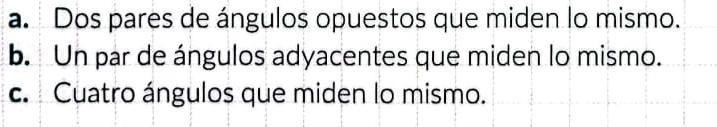 a. Dos pares de ángulos opuestos que miden lo mismo.
b. Un par de ángulos adyacentes que miden lo mismo.
c. Cuatro ángulos que miden lo mismo.